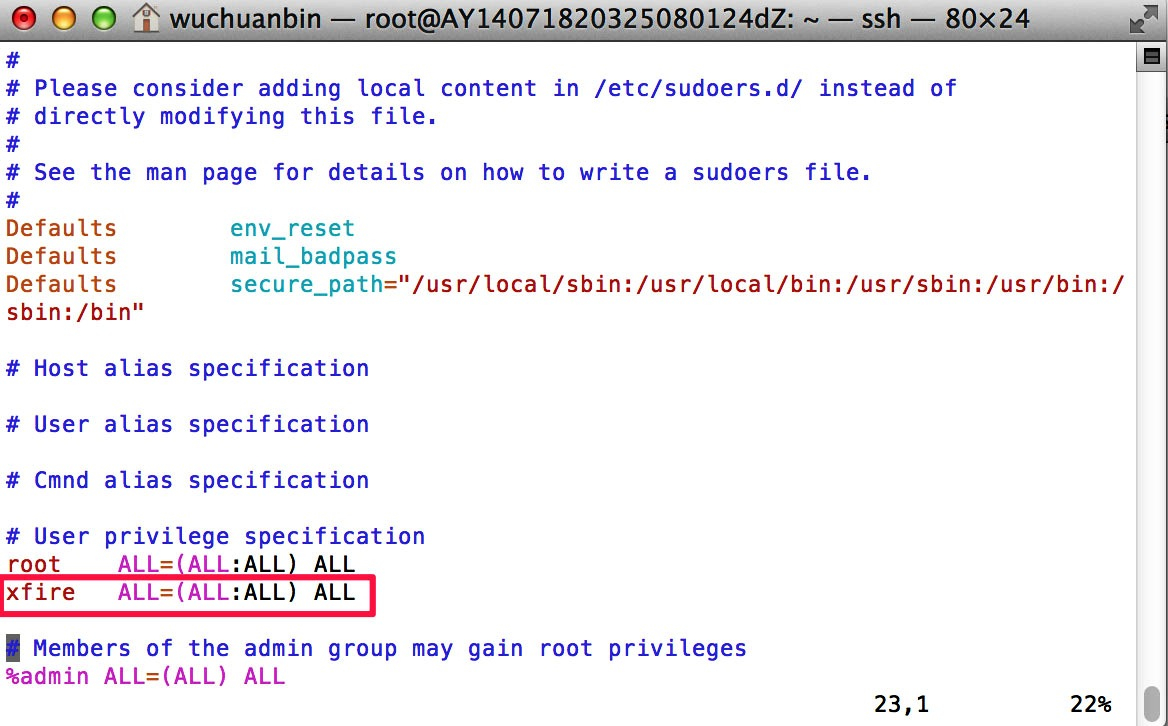 wuchuanbin — root@AY14071820325080124dZ: ~ — ssh — 80×24
#
# Please consider adding local content in /etc/sudoers.d/ instead of
# directly modifying this file.
#
# See the man page for details on how to write a sudoers file.
#
Defaults        env_reset
Defaults        mail_badpass
Defaults        secure_path="/usr/local/sbin:/usr/local/bin:/usr/sbin:/usr/bin:/
sbin:/bin"
# Host alias specification
# User alias specification
# Cmnd alias specification
# User privilege specification
root    ALL=(ALL:ALL) ALL
xfire   ALL=(ALL:ALL) ALL
# Members of the admin group may gain root privileges
%admin ALL=(ALL) ALL
23,1          22%